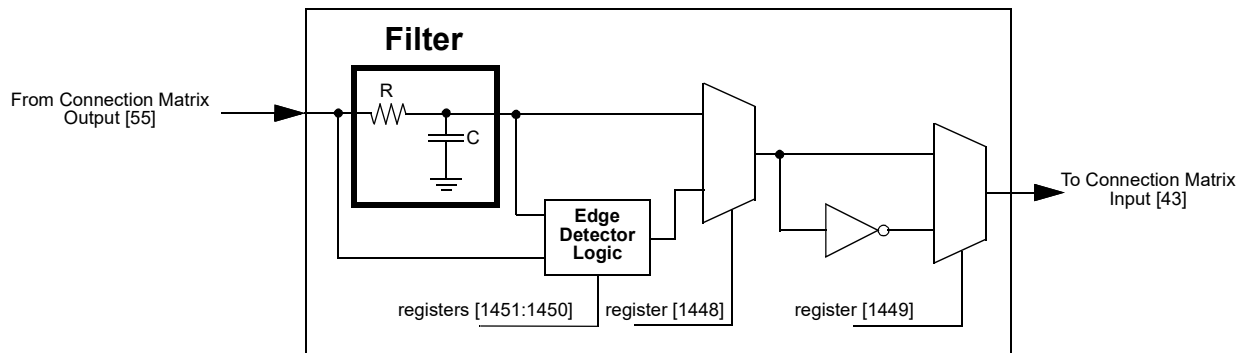 Filter
From Connection Matrix
Output [55]
R
C
Edge
Detector
Logic
To Connection Matrix
Input [43]
registers [1451:1450]
register [1448]
register [1449]